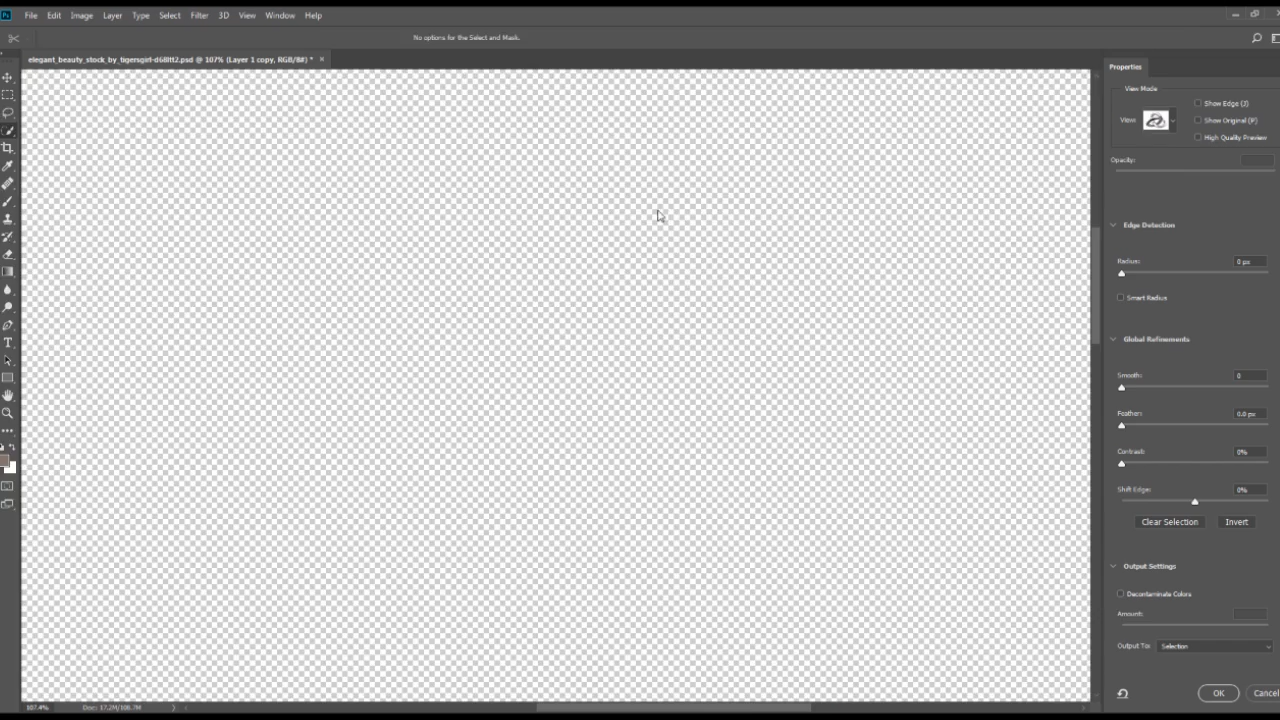 Ps File Edit Image Layer Type Select Filter 3D View Window Help
No options for the Select and Mask.
elegant_beauty_stock_by_tigersgirl-d68ltt2.psd @ 107% (Layer 1 copy, RGB/8#) * ×
Properties
View Mode
View:
Show Edge (J)
Show Original (P)
High Quality Preview
Opacity:
Edge Detection
Radius: 0 px
Smart Radius
Global Refinements
Smooth: 0
Feather: 0.0 px
Contrast: 0%
Shift Edge: 0%
Clear Selection Invert
Output Settings
Decontaminate Colors
Amount:
Output To: Selection
OK Cancel
107.4% Doc: 17.2M/108.7M